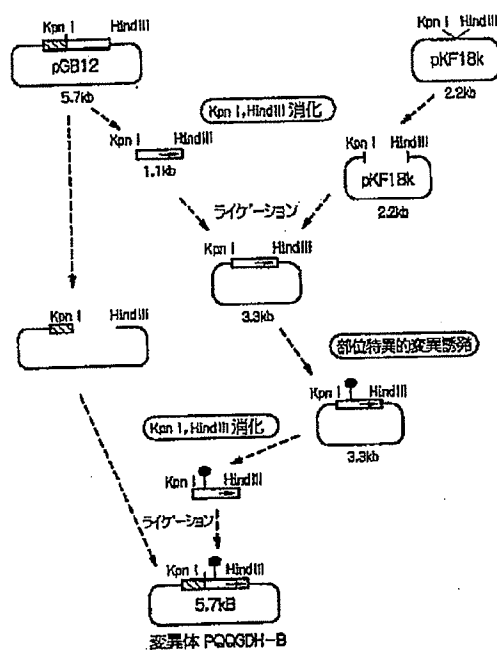 Kpn I HindIII
pGB12
5.7kb
Kpn I HindIII
pKF18k
2.2kb
Kpn I,HindIII 消化
Kpn I HindIII
1.1kb
Kpn I HindIII
pKF18k
2.2kb
ライゲーション
Kpn I HindIII
3.3kb
Kpn I HindIII
部位特異的変異誘発
Kpn I HindIII
3.3kb
Kpn I,HindIII 消化
Kpn I HindIII
ライゲーション
Kpn I HindIII
5.7kB
変異体 PQQGDH-B